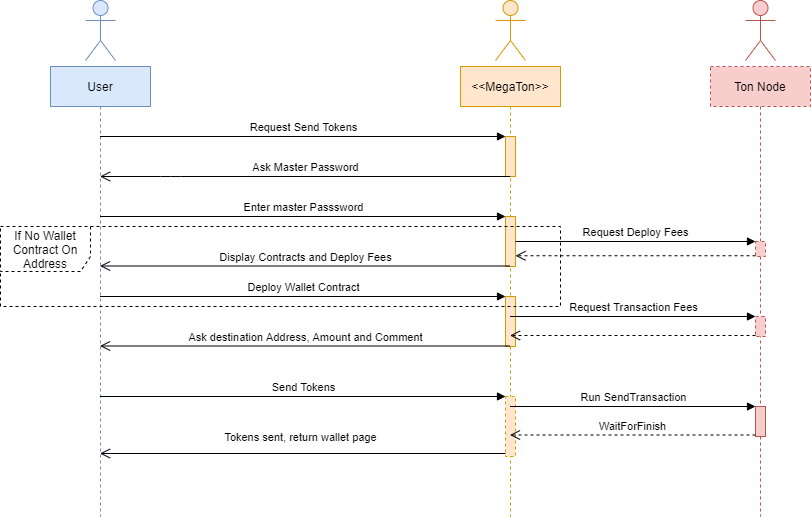 User
<<MegaTon>>
Ton Node
Request Send Tokens
Ask Master Password
Enter master Passsword
If No Wallet
Contract On
Address
Request Deploy Fees
Display Contracts and Deploy Fees
Deploy Wallet Contract
Request Transaction Fees
Ask destination Address, Amount and Comment
Send Tokens
Run SendTransaction
WaitForFinish
Tokens sent, return wallet page